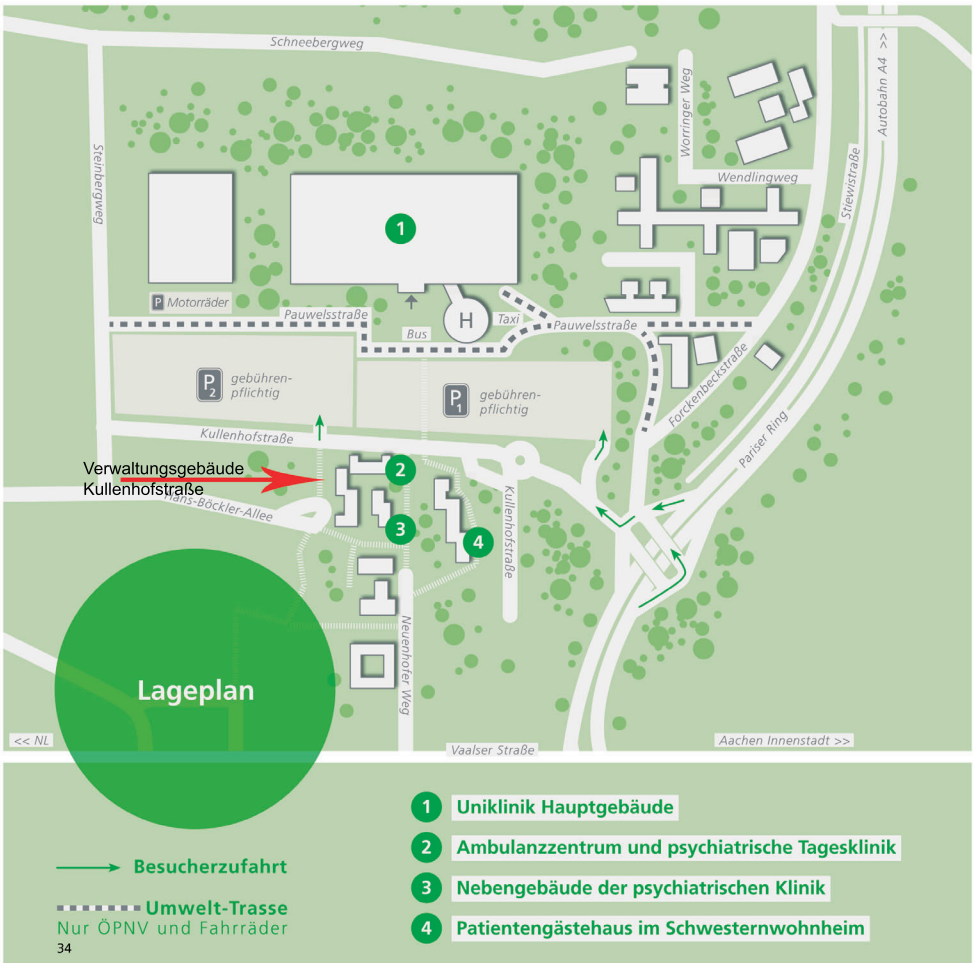 Schneebergweg
Autobahn A4 >>
Worringer Weg
Steinbergweg
Wendlingweg
Stiewistraße
1
P Motorräder
Pauwelsstraße
H
Taxi
Bus
Pauwelsstraße
P2 gebühren-
pflichtig
P1 gebühren-
pflichtig
Forckenbeckstraße
Pariser Ring
Kullenhofstraße
Verwaltungsgebäude
Kullenhofstraße
2
Hans-Böckler-Allee
3
4
Kullenhofstraße
Neuenhofer Weg
Lageplan
<< NL
Vaalser Straße
Aachen Innenstadt >>
1 Uniklinik Hauptgebäude
2 Ambulanzzentrum und psychiatrische Tagesklinik
3 Nebengebäude der psychiatrischen Klinik
4 Patientengästehaus im Schwesternwohnheim
Besucherzufahrt
Umwelt-Trasse
Nur ÖPNV und Fahrräder
34